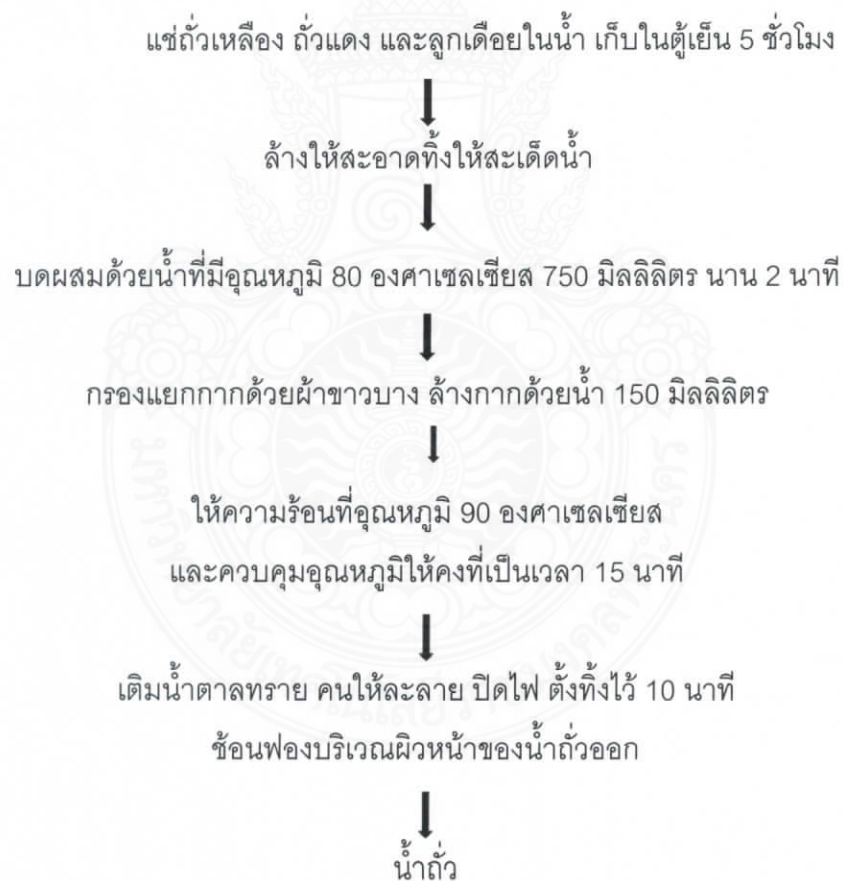 แช่ถั่วเหลือง ถั่วแดง และลูกเดือยในน้ำ เก็บในตู้เย็น 5 ชั่วโมง
ล้างให้สะอาดทิ้งให้สะเด็ดน้ำ
บดผสมด้วยน้ำที่มีอุณหภูมิ 80 องศาเซลเซียส 750 มิลลิลิตร นาน 2 นาที
กรองแยกกากด้วยผ้าขาวบาง ล้างกากด้วยน้ำ 150 มิลลิลิตร
ให้ความร้อนที่อุณหภูมิ 90 องศาเซลเซียส
และควบคุมอุณหภูมิให้คงที่เป็นเวลา 15 นาที
เติมน้ำตาลทราย คนให้ละลาย ปิดไฟ ตั้งทิ้งไว้ 10 นาที
ช้อนฟองบริเวณผิวหน้าของน้ำถั่วออก
น้ำถั่ว